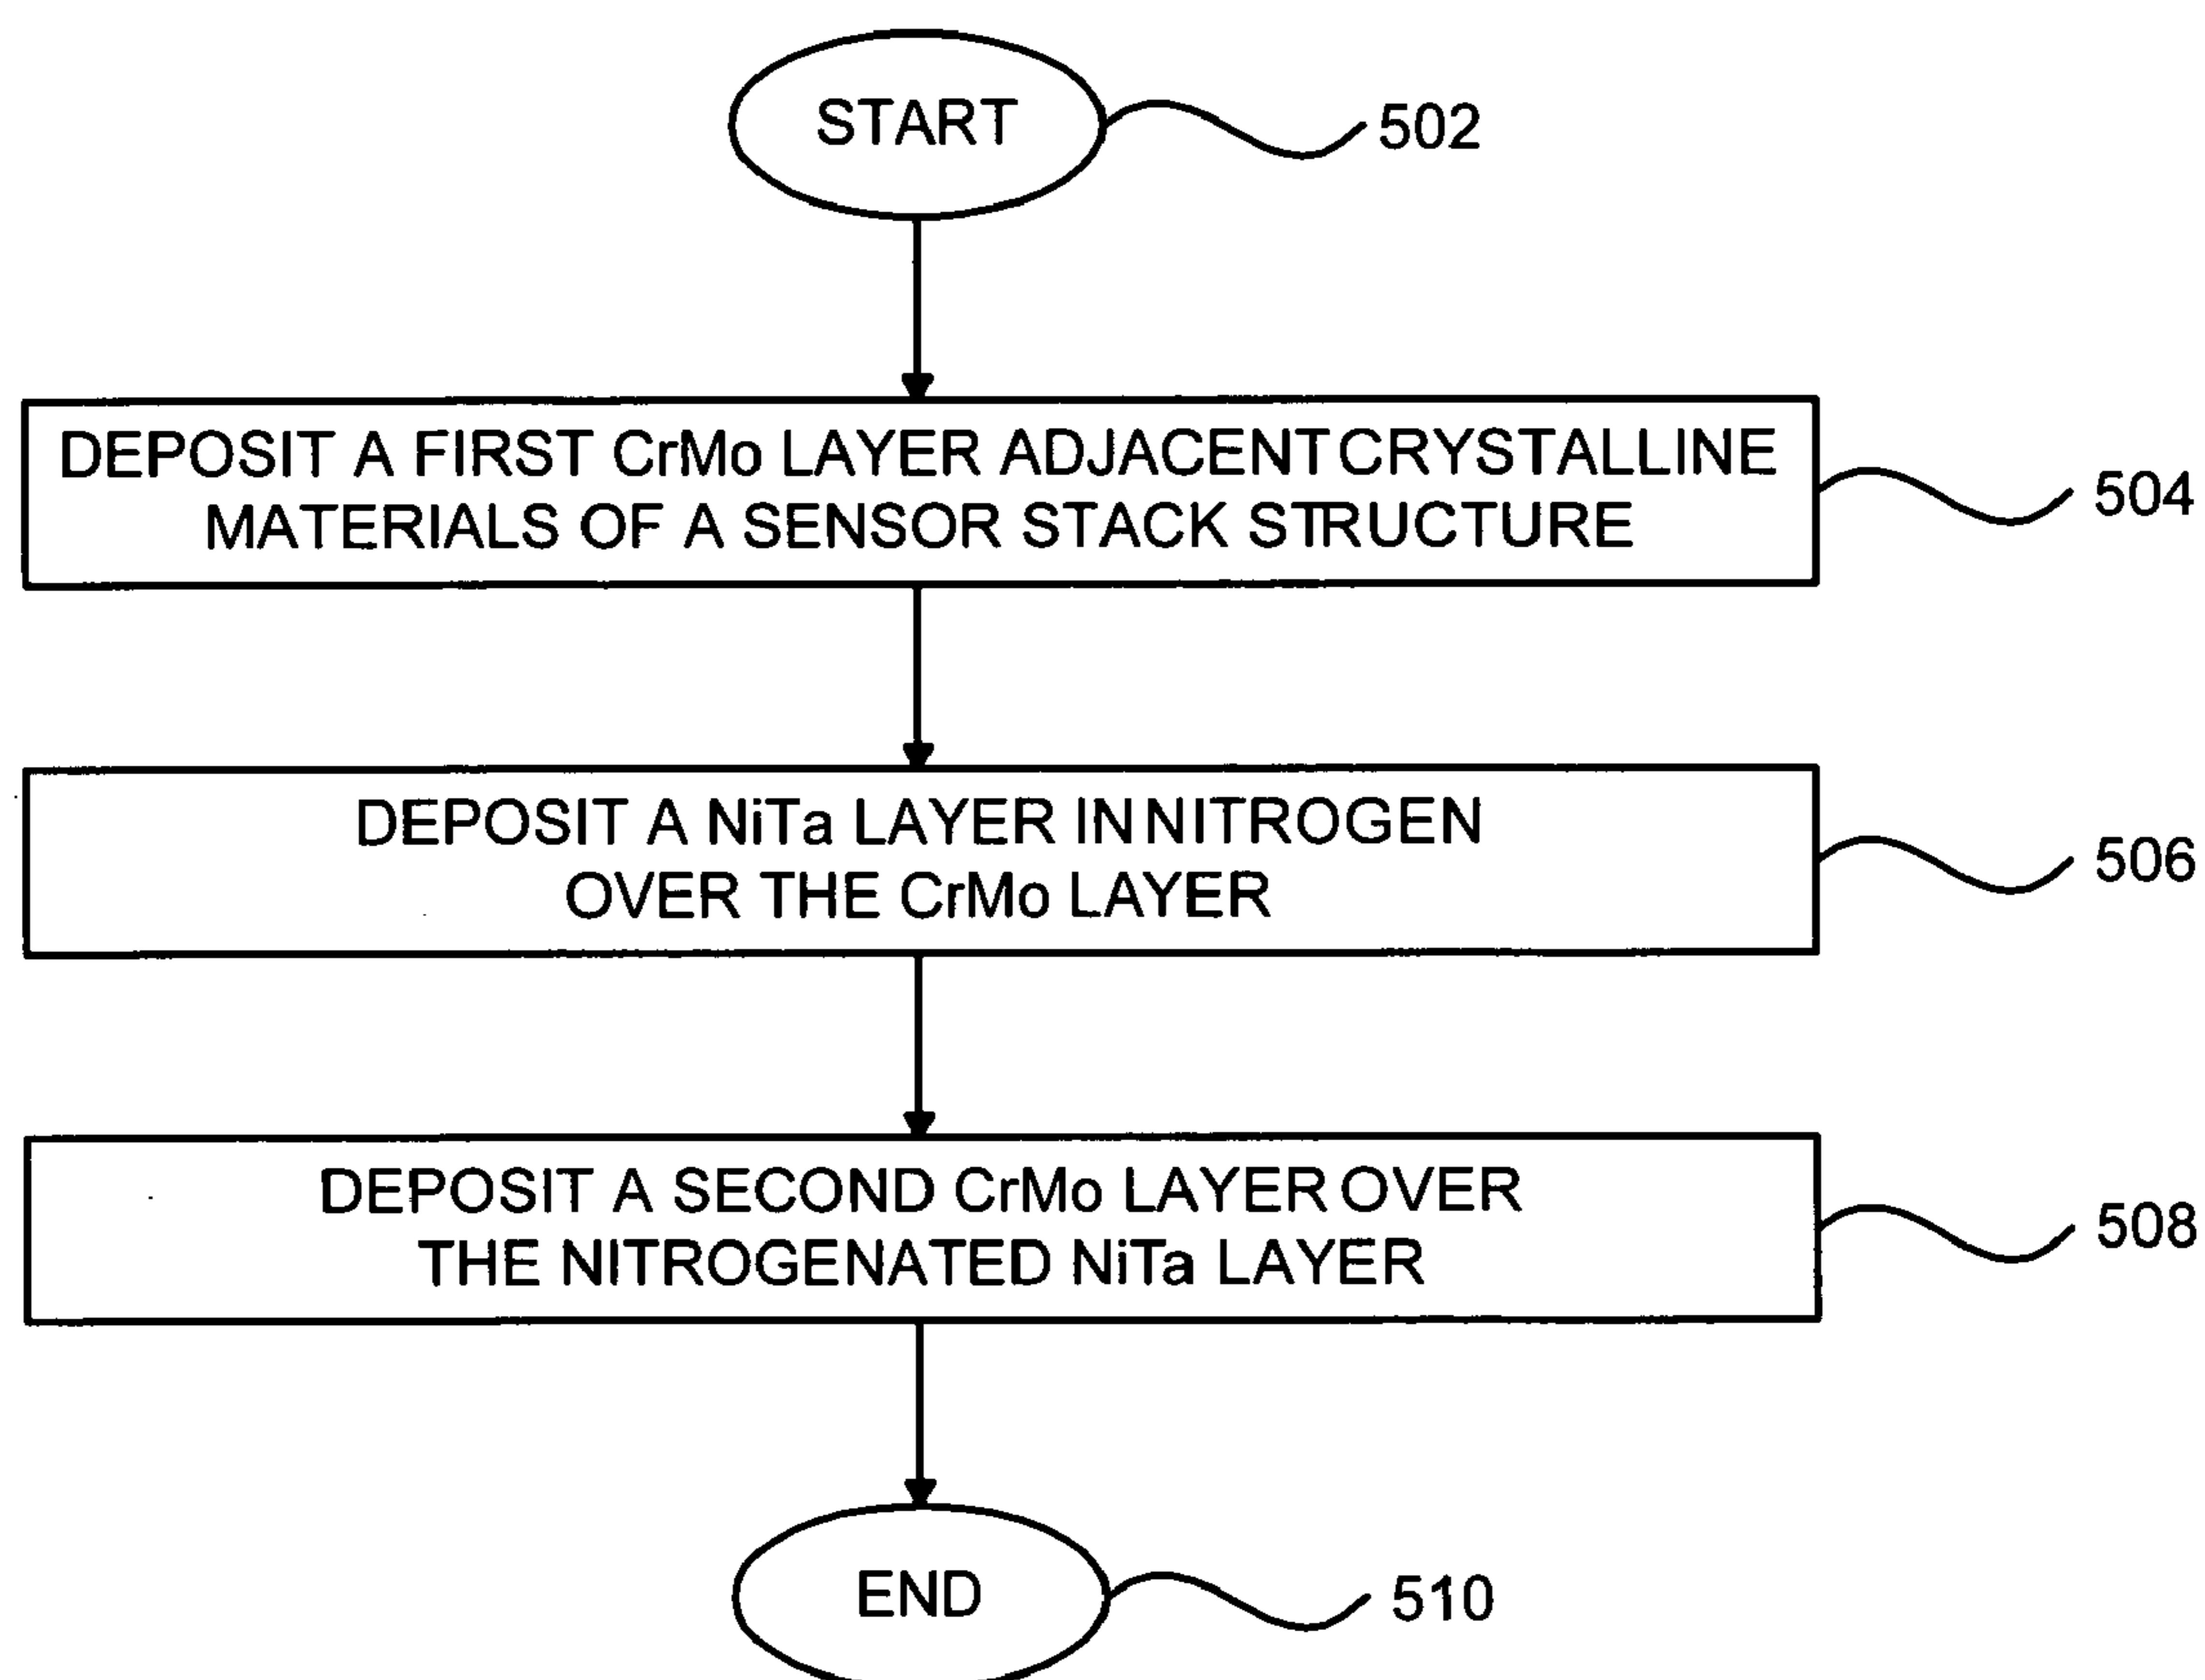 START
502
DEPOSIT A FIRST CrMo LAYER ADJACENT CRYSTALLINE
MATERIALS OF A SENSOR STACK STRUCTURE
504
DEPOSIT A NiTa LAYER IN NITROGEN
OVER THE CrMo LAYER
506
DEPOSIT A SECOND CrMo LAYER OVER
THE NITROGENATED NiTa LAYER
508
END
510